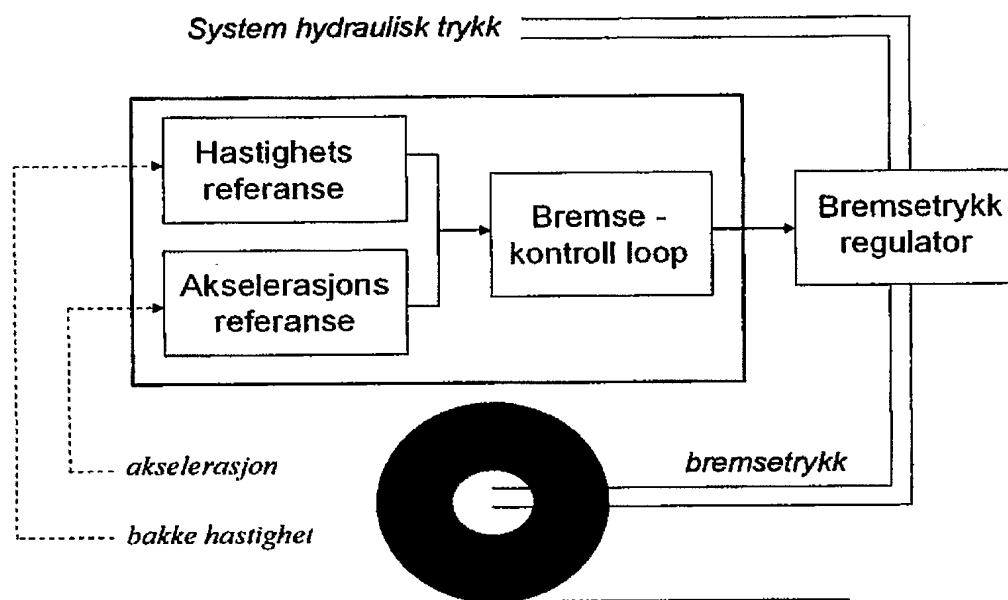 System hydraulisk trykk
Hastighets
referanse
Akselerasjons
referanse
Bremse -
kontroll loop
Bremsetrykk
regulator
akselerasjon
bremsetrykk
bakke hastighet